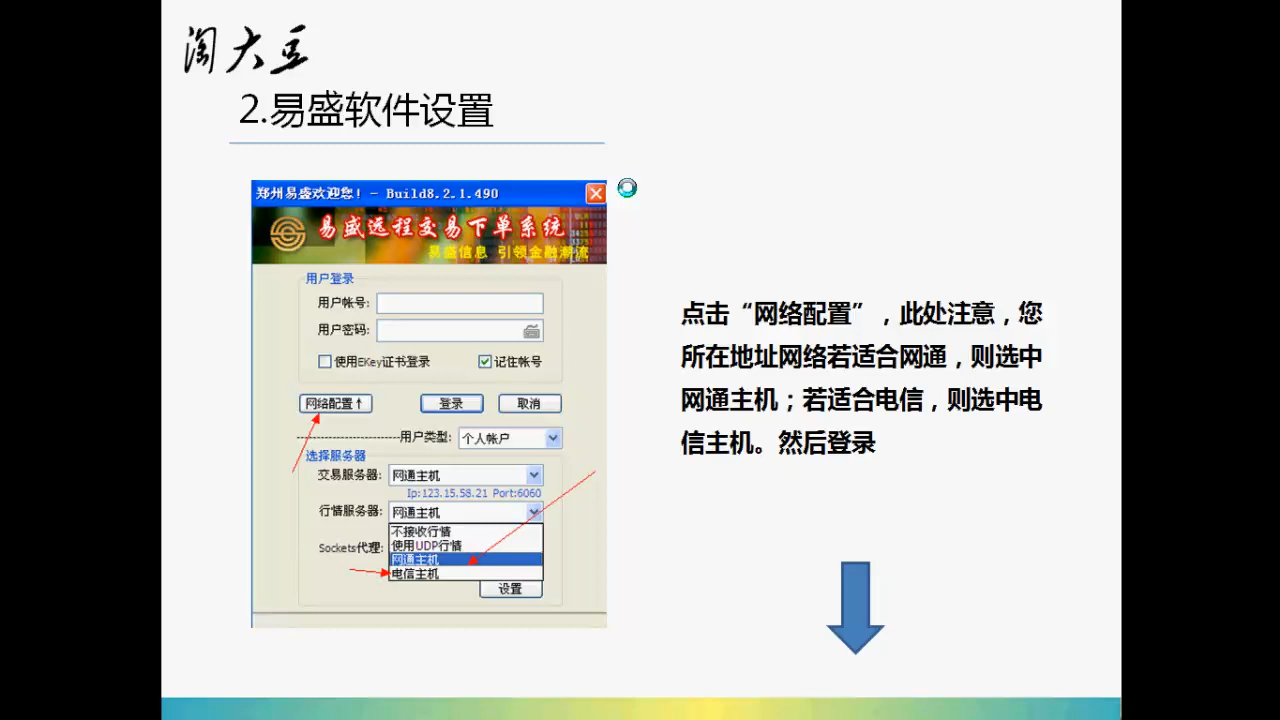 淘大豆
2.易盛软件设置
郑州易盛欢迎您! - Build8.2.1.490
易盛远程交易下单系统
易盛信息 引领金融潮流
用户登录
用户帐号:
用户密码:
使用EKey证书登录 记住帐号
网络配置↑ 登录 取消
用户类型: 个人帐户
选择服务器
交易服务器: 网通主机
Ip:123.15.58.21 Port:6060
行情服务器: 网通主机
不接收行情
使用UDP行情
Sockets代理:
网通主机
电信主机
设置
点击“网络配置”，此处注意，您
所在地址网络若适合网通，则选中
网通主机；若适合电信，则选中电
信主机。然后登录